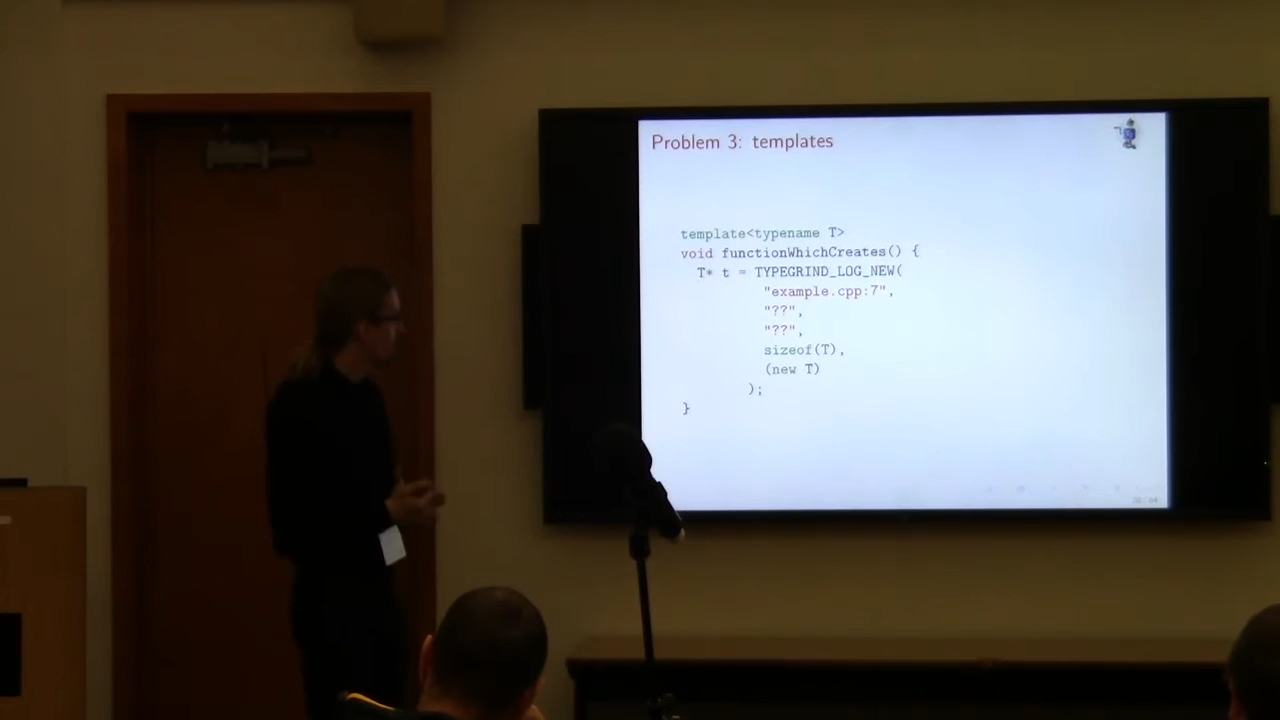 Problem 3: templates
template<typename T>
void functionWhichCreates() {
T* t = TYPEGRIND_LOG_NEW(
"example.cpp:7",
"??",
"??",
sizeof(T),
(new T)
);
}